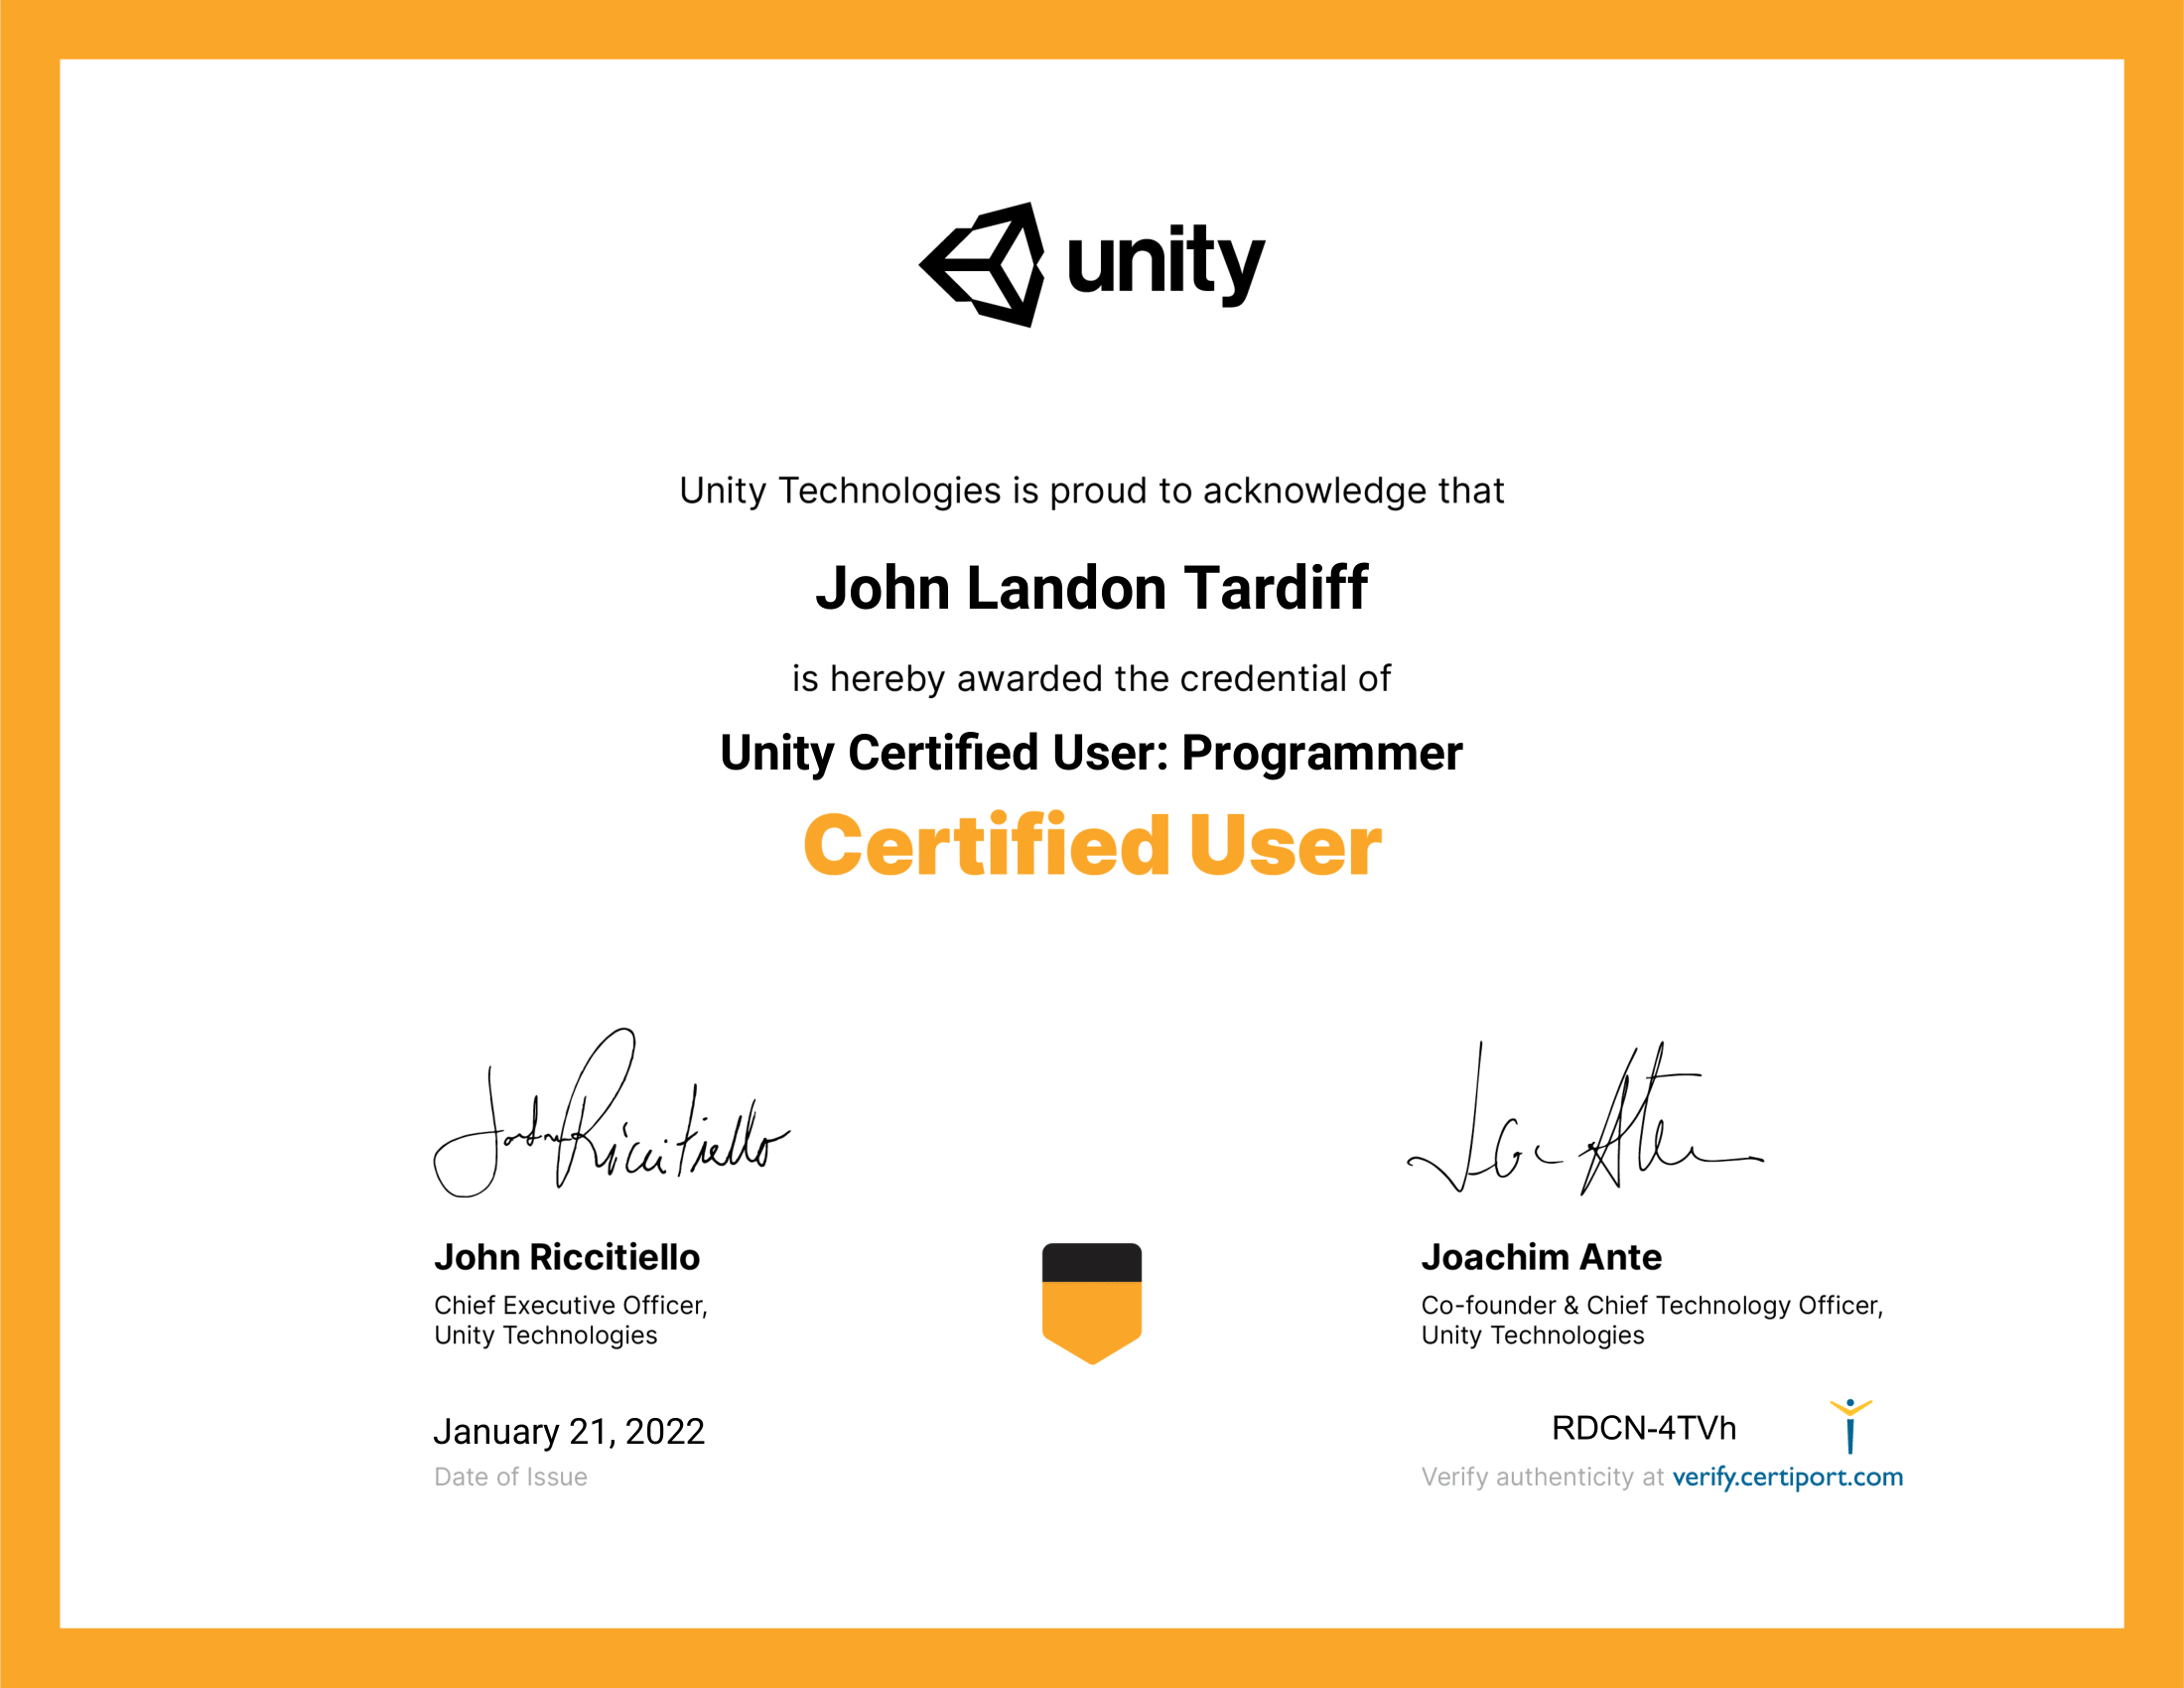 unity
Unity Technologies is proud to acknowledge that
John Landon Tardiff
is hereby awarded the credential of
Unity Certified User: Programmer
Certified User
John Riccitiello
John Riccitiello
Chief Executive Officer,
Unity Technologies
January 21, 2022
Date of Issue
Joachim Ante
Co-founder & Chief Technology Officer,
Unity Technologies
RDCN-4TVh
Verify authenticity at verify.certiport.com